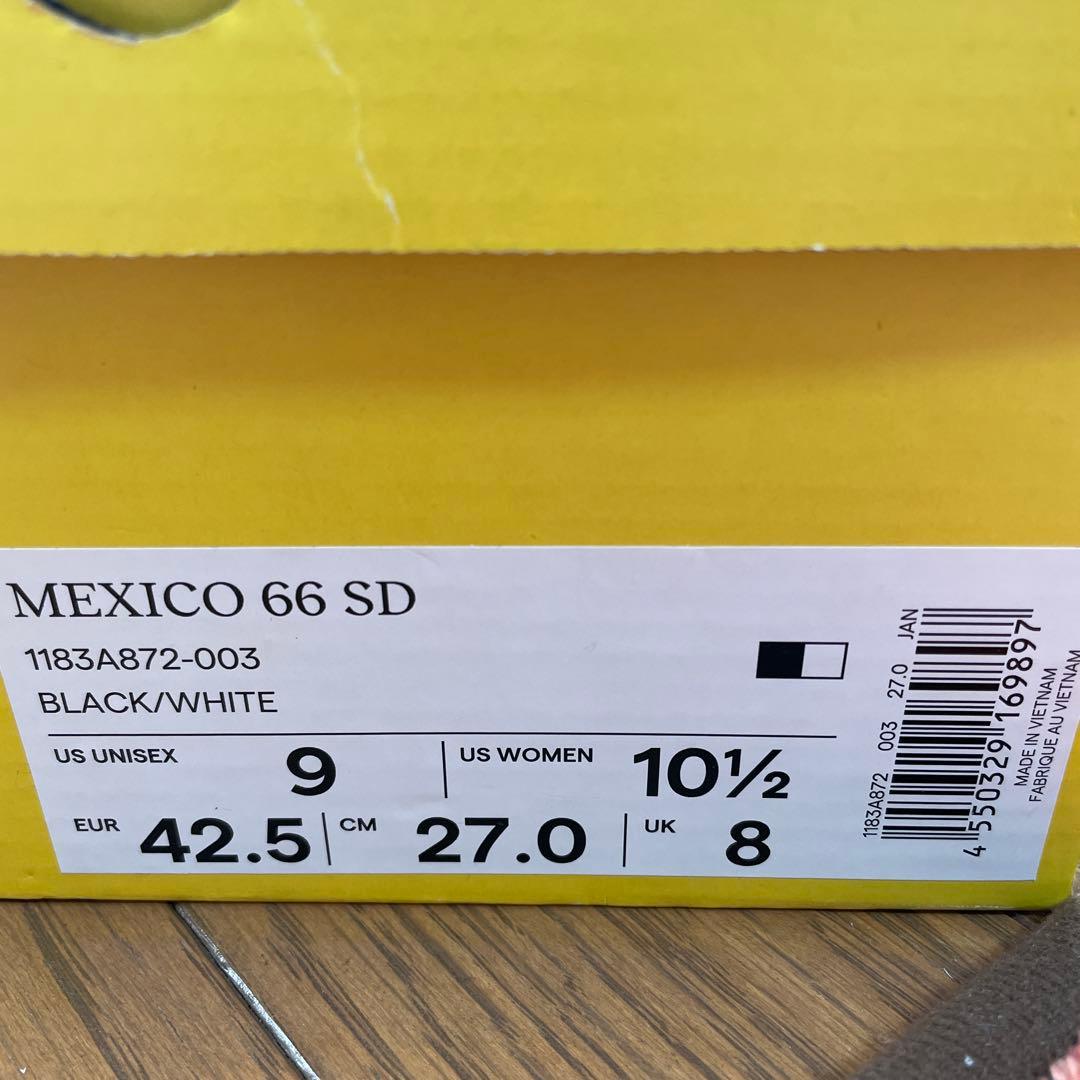 MEXICO 66 SD
1183A872-003
BLACK/WHITE
US UNISEX 9
US WOMEN 10½
EUR 42.5
CM 27.0
UK 8
1183A872 003 27.0 JAN
4 550329 169897
MADE IN VIETNAM
FABRIQUE AU VIETNAM